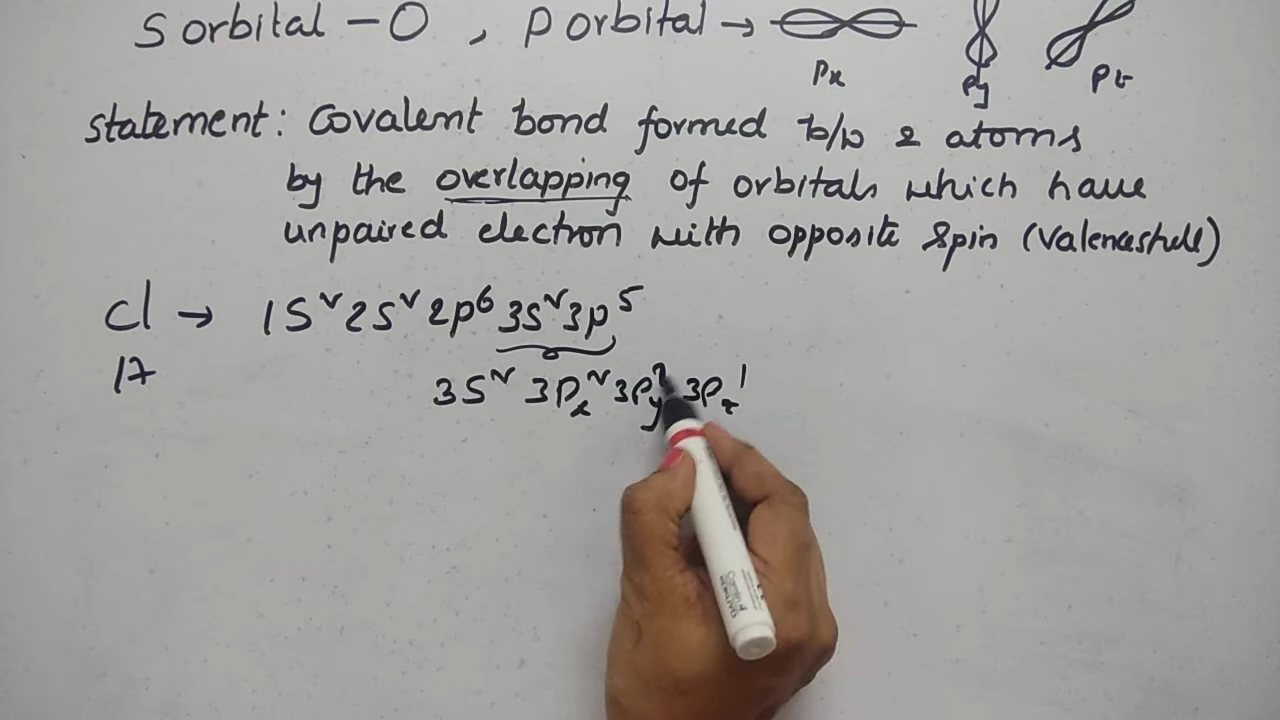 S orbital - O , P orbital →
Px Py Pz
Statement: Covalent bond formed b/w 2 atoms
by the overlapping of orbitals which have
unpaired electron with opposite spin (Valenceshell)
Cl → 1S² 2S² 2P⁶ 3S² 3P⁵
17
3S² 3Px² 3Py² 3Pz¹
Camlin